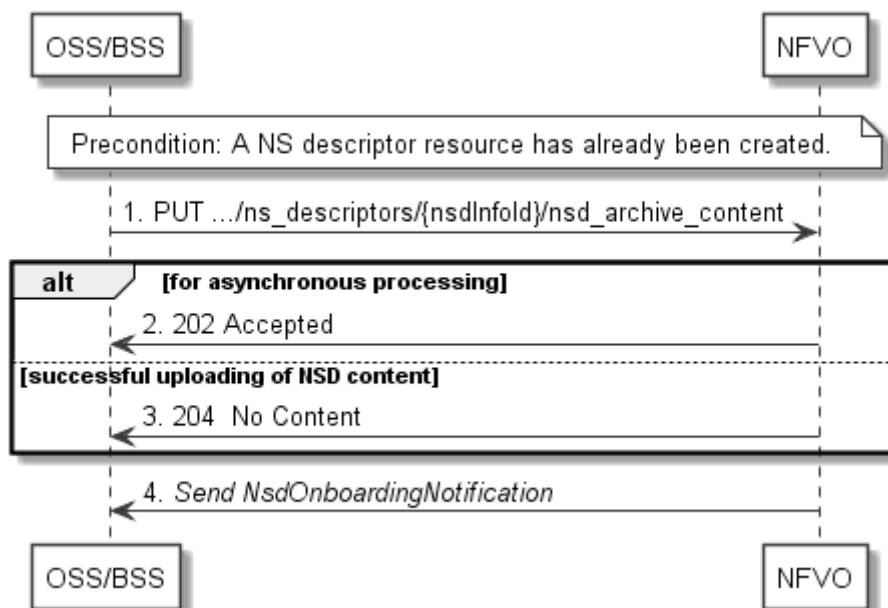 OSS/BSS NFVO
Precondition: A NS descriptor resource has already been created.
1. PUT .../ns_descriptors/{nsdInfoId}/nsd_archive_content
alt [for asynchronous processing]
2. 202 Accepted
[successful uploading of NSD content]
3. 204 No Content
4. Send NsdOnboardingNotification
OSS/BSS NFVO